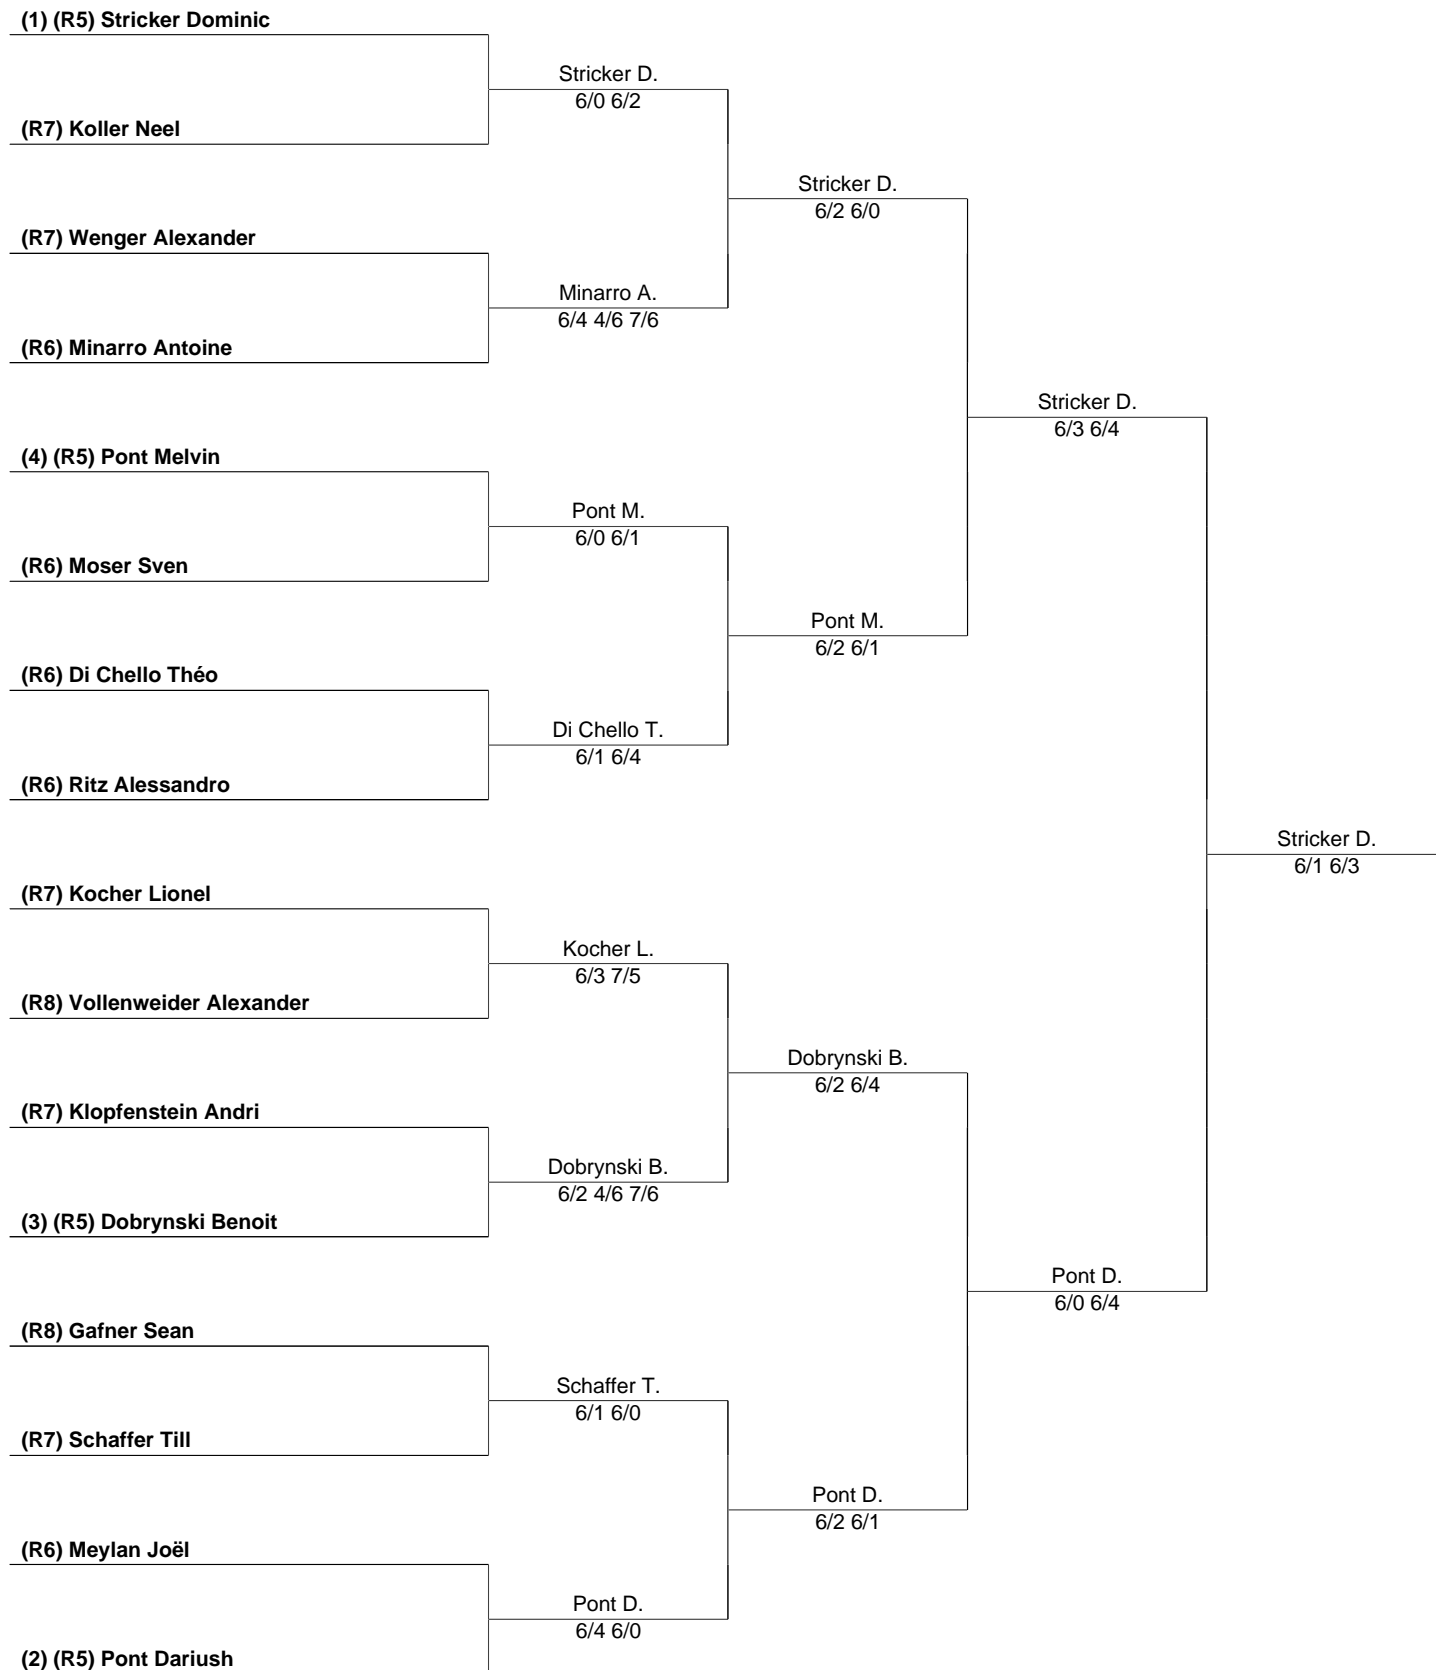 (1) (R5) Stricker Dominic
Stricker D.
6/0 6/2
(R7) Koller Neel
Stricker D.
6/2 6/0
(R7) Wenger Alexander
Minarro A.
6/4 4/6 7/6
(R6) Minarro Antoine
Stricker D.
6/3 6/4
(4) (R5) Pont Melvin
Pont M.
6/0 6/1
(R6) Moser Sven
Pont M.
6/2 6/1
(R6) Di Chello Théo
Di Chello T.
6/1 6/4
(R6) Ritz Alessandro
Stricker D.
6/1 6/3
(R7) Kocher Lionel
Kocher L.
6/3 7/5
(R8) Vollenweider Alexander
Dobrynski B.
6/2 6/4
(R7) Klopfenstein Andri
Dobrynski B.
6/2 4/6 7/6
(3) (R5) Dobrynski Benoit
Pont D.
6/0 6/4
(R8) Gafner Sean
Schaffer T.
6/1 6/0
(R7) Schaffer Till
Pont D.
6/2 6/1
(R6) Meylan Joël
Pont D.
6/4 6/0
(2) (R5) Pont Dariush